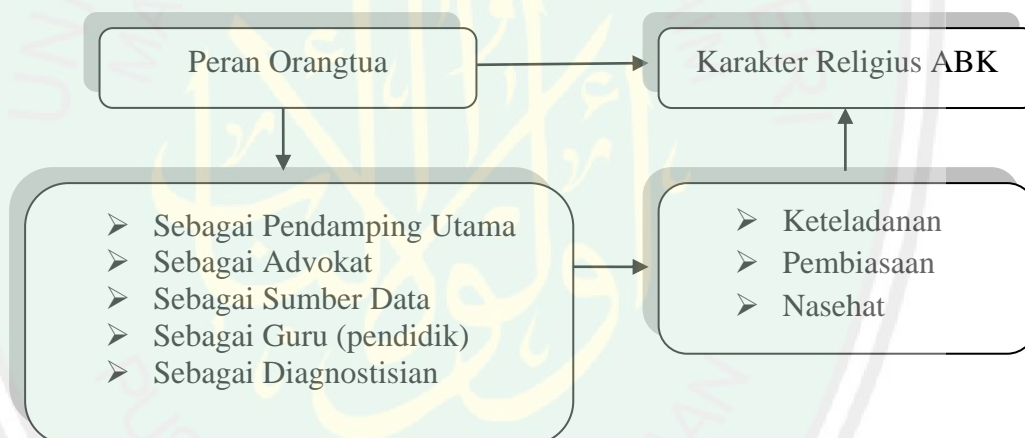 Peran Orangtua
Karakter Religius ABK
➢ Sebagai Pendamping Utama
➢ Sebagai Advokat
➢ Sebagai Sumber Data
➢ Sebagai Guru (pendidik)
➢ Sebagai Diagnostisian
➢ Keteladanan
➢ Pembiasaan
➢ Nasehat